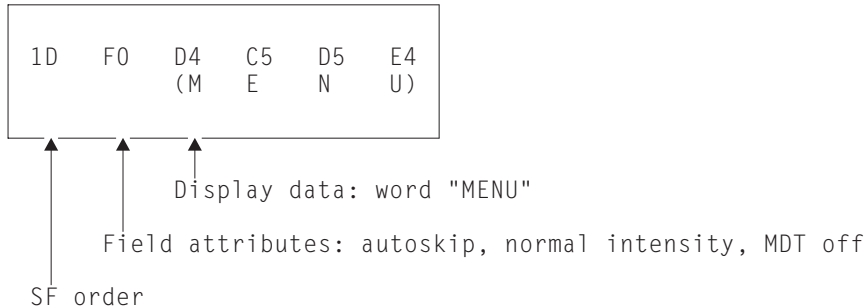 1D F0 D4 C5 D5 E4
(M E N U)
Display data: word "MENU"
Field attributes: autoskip, normal intensity, MDT off
SF order